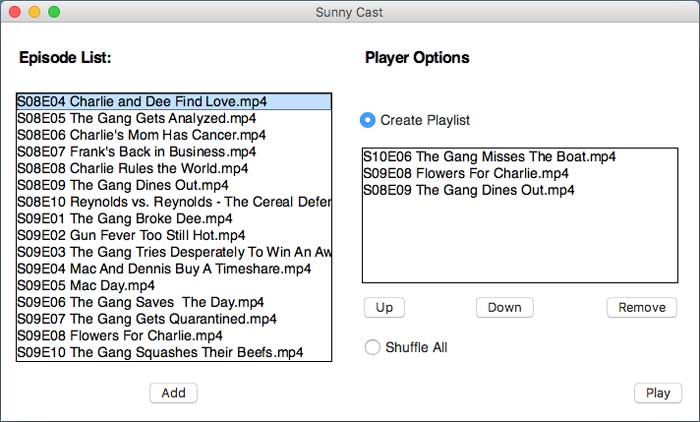 Sunny Cast
Episode List:
S08E04 Charlie and Dee Find Love.mp4
S08E05 The Gang Gets Analyzed.mp4
S08E06 Charlie's Mom Has Cancer.mp4
S08E07 Frank's Back in Business.mp4
S08E08 Charlie Rules the World.mp4
S08E09 The Gang Dines Out.mp4
S08E10 Reynolds vs. Reynolds - The Cereal Defen
S09E01 The Gang Broke Dee.mp4
S09E02 Gun Fever Too Still Hot.mp4
S09E03 The Gang Tries Desperately To Win An Aw
S09E04 Mac And Dennis Buy A Timeshare.mp4
S09E05 Mac Day.mp4
S09E06 The Gang Saves  The Day.mp4
S09E07 The Gang Gets Quarantined.mp4
S09E08 Flowers For Charlie.mp4
S09E10 The Gang Squashes Their Beefs.mp4
Add
Player Options
Create Playlist
S10E06 The Gang Misses The Boat.mp4
S09E08 Flowers For Charlie.mp4
S08E09 The Gang Dines Out.mp4
Up
Down
Remove
Shuffle All
Play